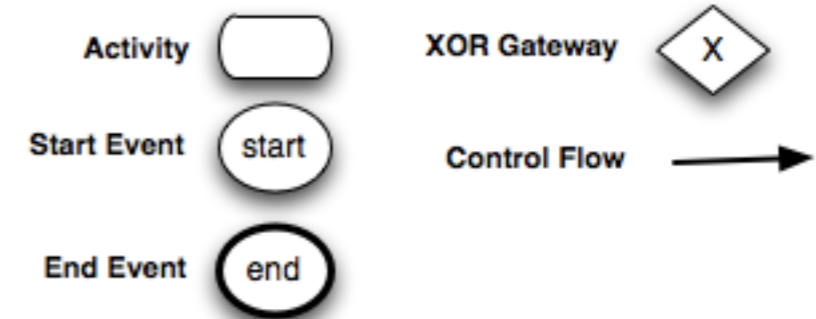 Activity
XOR Gateway
X
Start Event
start
Control Flow
End Event
end